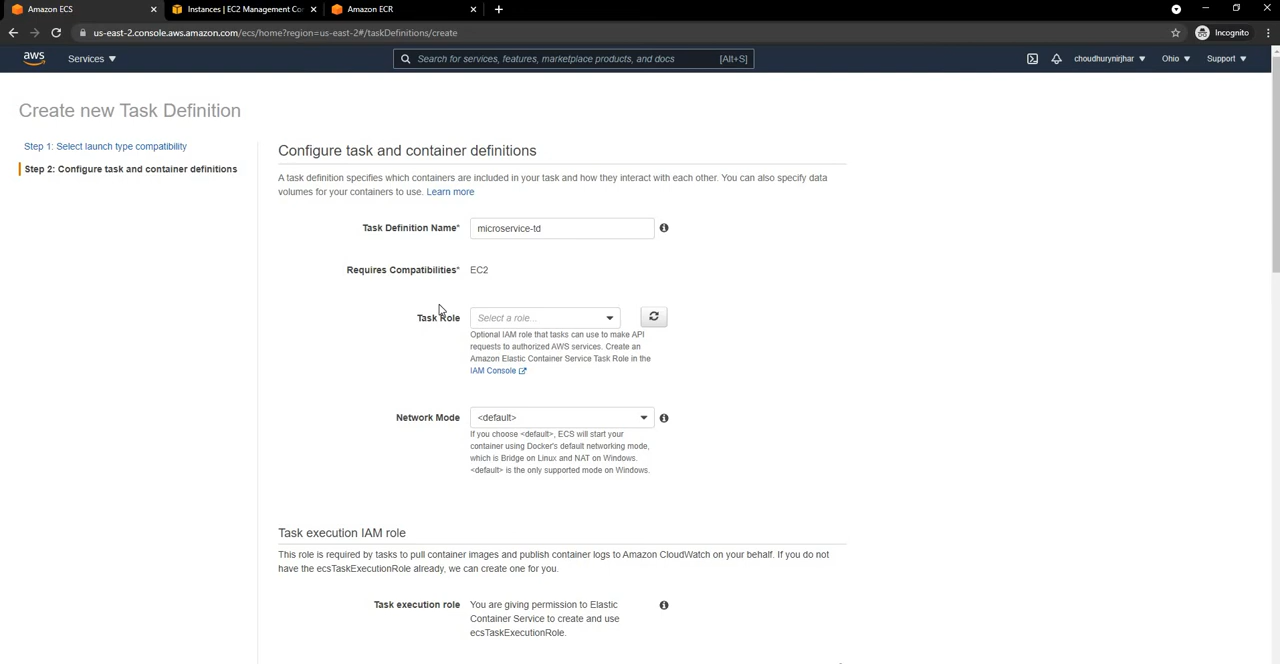 Amazon ECS
Instances | EC2 Management Co
Amazon ECR
us-east-2.console.aws.amazon.com/ecs/home?region=us-east-2#/taskDefinitions/create
Incognito
aws
Services
Search for services, features, marketplace products, and docs
[Alt+S]
choudhurynirjhar
Ohio
Support
Create new Task Definition
Step 1: Select launch type compatibility
Step 2: Configure task and container definitions
Configure task and container definitions
A task definition specifies which containers are included in your task and how they interact with each other. You can also specify data
volumes for your containers to use. Learn more
Task Definition Name*
microservice-td
Requires Compatibilities*
EC2
Task Role
Select a role...
Optional IAM role that tasks can use to make API
requests to authorized AWS services. Create an
Amazon Elastic Container Service Task Role in the
IAM Console
Network Mode
<default>
If you choose <default>, ECS will start your
container using Docker's default networking mode,
which is Bridge on Linux and NAT on Windows.
<default> is the only supported mode on Windows.
Task execution IAM role
This role is required by tasks to pull container images and publish container logs to Amazon CloudWatch on your behalf. If you do not
have the ecsTaskExecutionRole already, we can create one for you.
Task execution role
You are giving permission to Elastic
Container Service to create and use
ecsTaskExecutionRole.